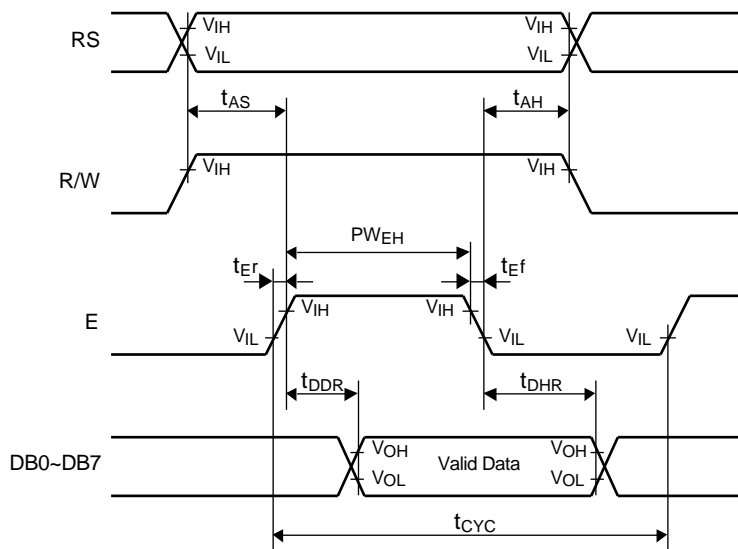 RS
VIH
VIL
VIH
VIL
tAS
tAH
R/W
VIH
VIH
PWEH
tEr
tEf
E
VIH
VIH
VIL
VIL
VIL
tDDR
tDHR
DB0~DB7
VOH
VOL
Valid Data
VOH
VOL
tCYC